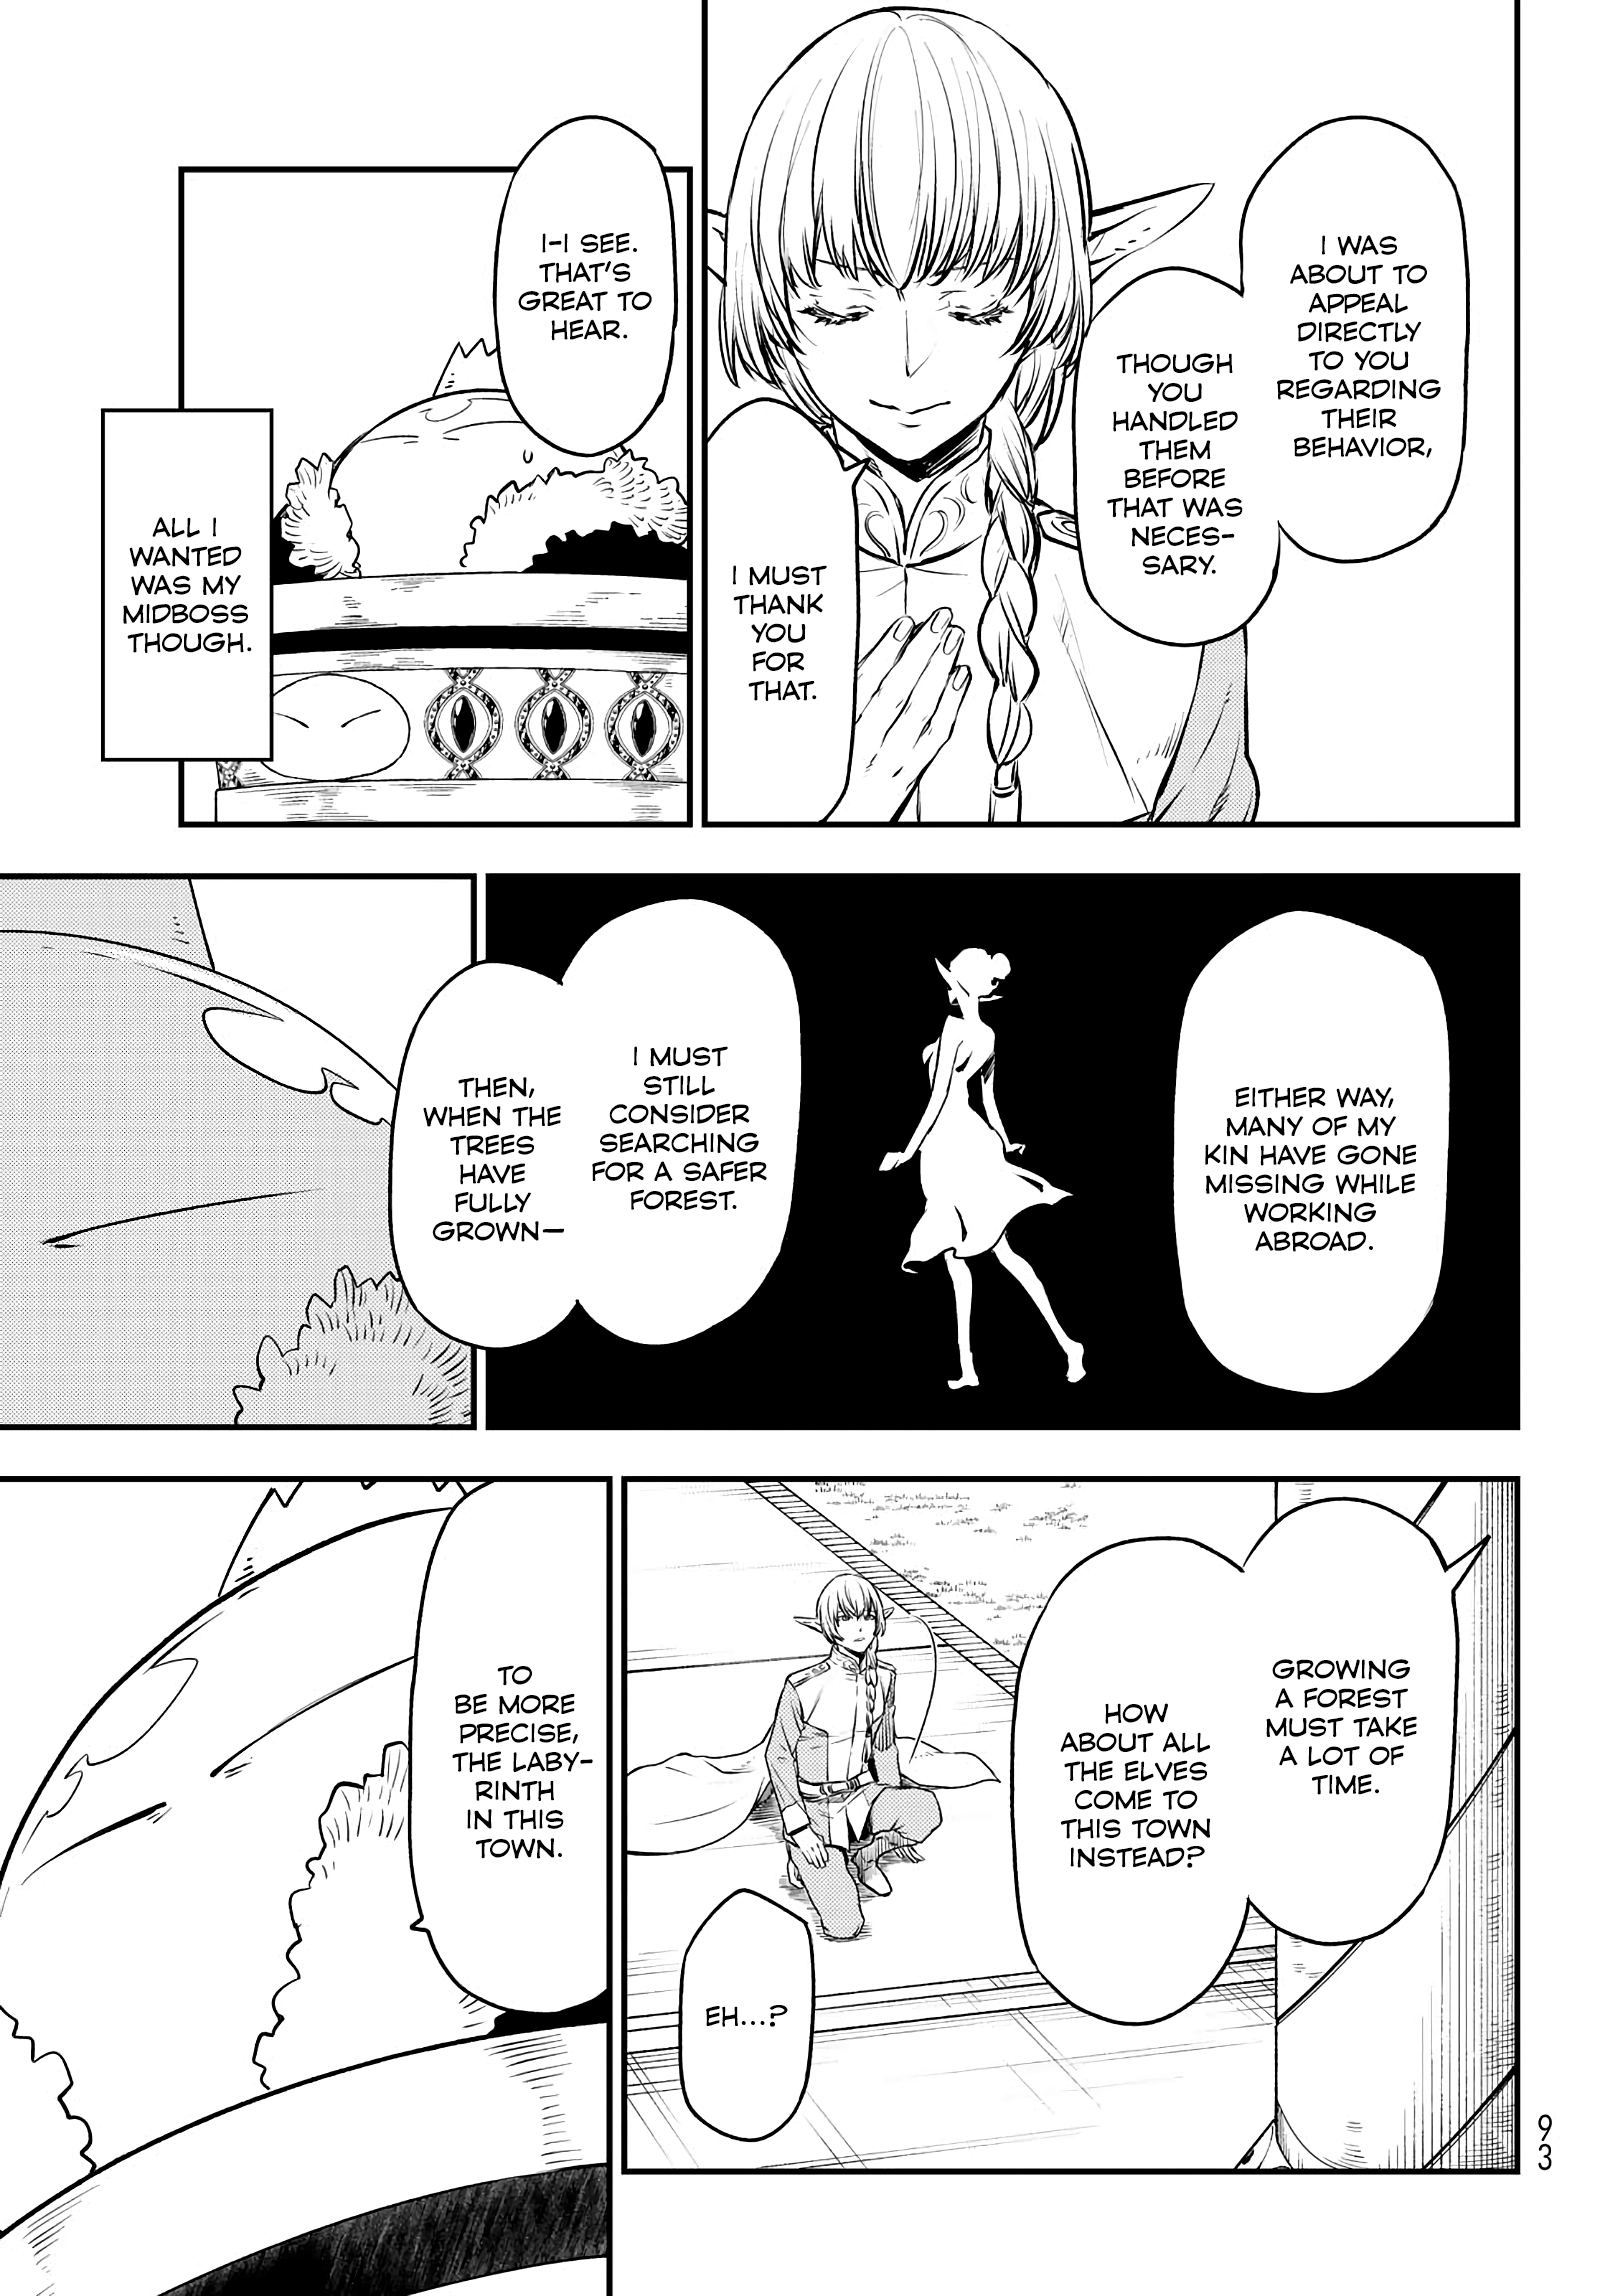 I WAS
ABOUT TO
APPEAL
DIRECTLY
TO YOU
REGARDING
THEIR
BEHAVIOR,
THOUGH
YOU
HANDLED
THEM
BEFORE
THAT WAS
NECES-
SARY.
I MUST
THANK
YOU
FOR
THAT.
I-I SEE.
THAT'S
GREAT TO
HEAR.
ALL I
WANTED
WAS MY
MIDBOSS
THOUGH.
EITHER WAY,
MANY OF MY
KIN HAVE GONE
MISSING WHILE
WORKING
ABROAD.
I MUST
STILL
CONSIDER
SEARCHING
FOR A SAFER
FOREST.
THEN,
WHEN THE
TREES
HAVE
FULLY
GROWN—
GROWING
A FOREST
MUST TAKE
A LOT OF
TIME.
HOW
ABOUT ALL
THE ELVES
COME TO
THIS TOWN
INSTEAD?
EH...?
TO
BE MORE
PRECISE,
THE LABY-
RINTH
IN THIS
TOWN.
93